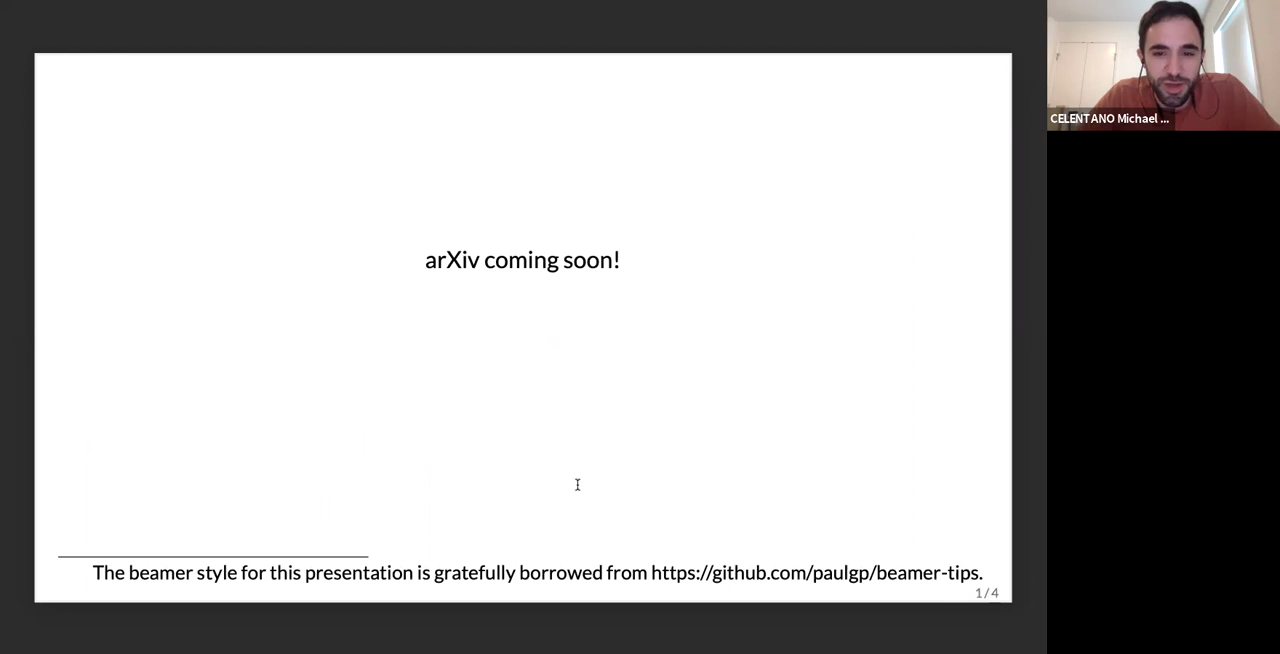 arXiv coming soon!
The beamer style for this presentation is gratefully borrowed from https://github.com/paulgp/beamer-tips.
1 / 4
CELENTANO Michael ...